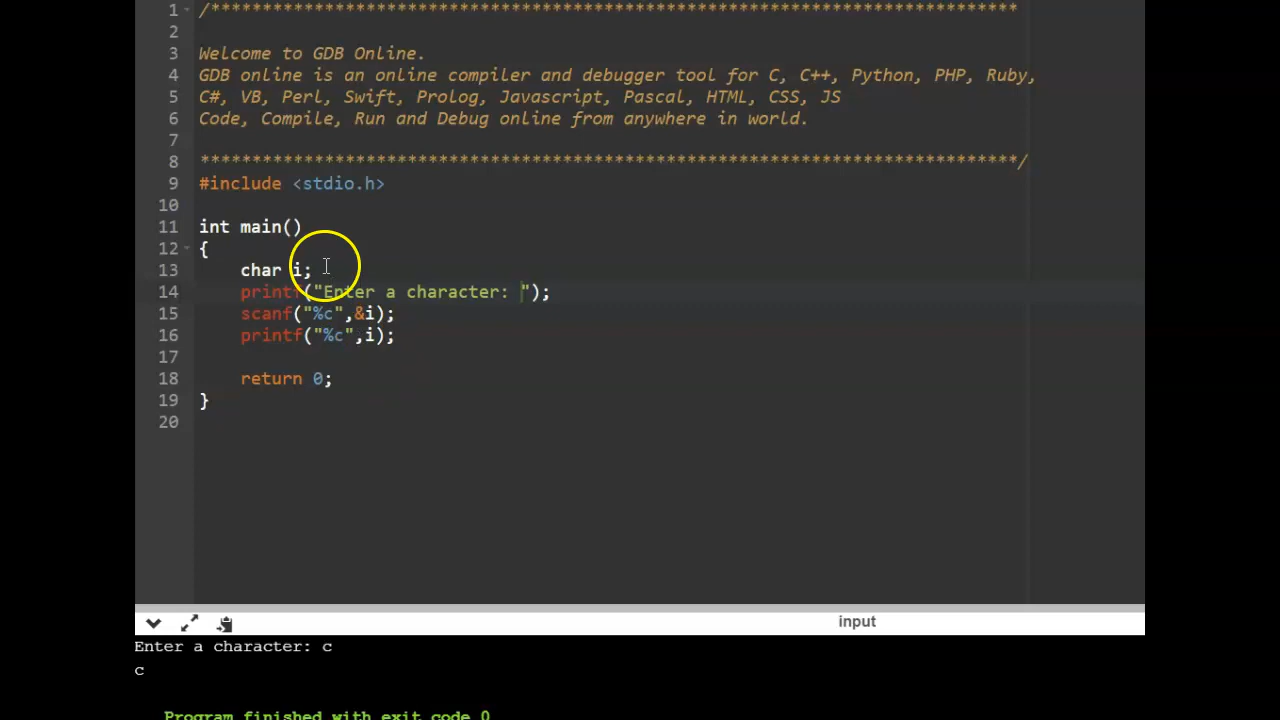 1 /******************************************************************************
2
3 Welcome to GDB Online.
4 GDB online is an online compiler and debugger tool for C, C++, Python, PHP, Ruby,
5 C#, VB, Perl, Swift, Prolog, Javascript, Pascal, HTML, CSS, JS
6 Code, Compile, Run and Debug online from anywhere in world.
7
8 *******************************************************************************/
9 #include <stdio.h>
10
11 int main()
12 {
13 char i;
14 printf("Enter a character: ");
15 scanf("%c",&i);
16 printf("%c",i);
17
18 return 0;
19 }
20
input
Enter a character: c
c
Program finished with exit code 0